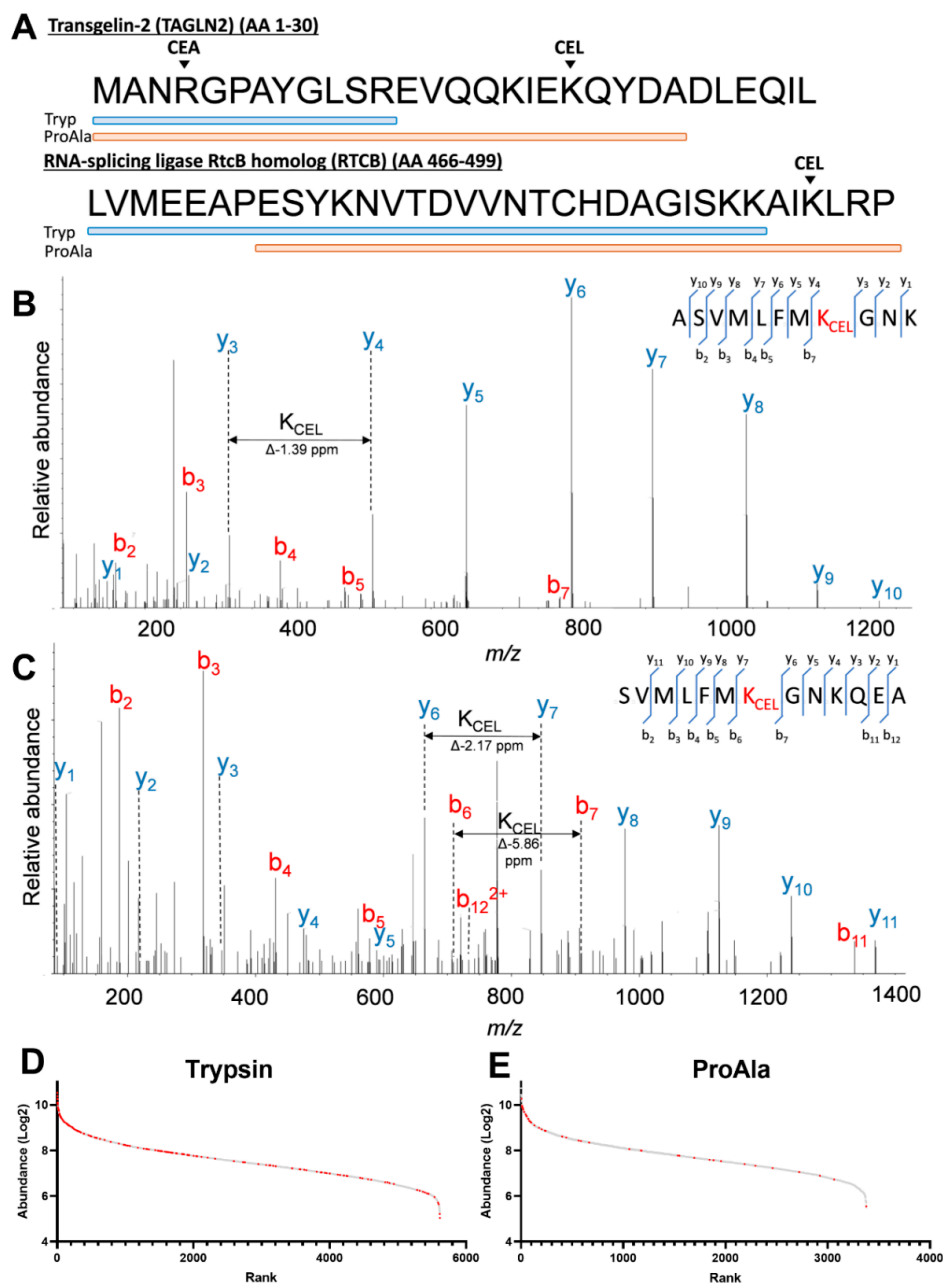 A Transgelin-2 (TAGLN2) (AA 1-30)
CEA CEL
MANRGPAYGLSREVQQKIEKQYDADLEQIL
Tryp
ProAla
RNA-splicing ligase RtcB homolog (RTCB) (AA 466-499)
CEL
LVMEEAPESYKNVTDVVNTCHDAGISKKAIKLRP
Tryp
ProAla
B
y6
y10 y9 y8 y7 y6 y5 y4 y3 y2 y1
A S V M L F M KCEL G N K
b2 b3 b4 b5 b7
y3 y4
y7
y5
y8
KCEL
Δ-1.39 ppm
b3
b2 y1 y2 b4 b5 b7 y9 y10
Relative abundance
200 400 600 800 1000 1200
m/z
C
y11 y10 y9 y8 y7 y6 y5 y4 y3 y2 y1
S V M L F M KCEL G N K Q E A
b2 b3 b4 b5 b6 b7 b11 b12
b3
b2
y6 KCEL y7
Δ-2.17 ppm
y1 y2 y3
b6 KCEL b7
Δ-5.86
ppm
y8 y9
b4 y4 b5 y5 b12 2+ y10 b11 y11
Relative abundance
200 400 600 800 1000 1200 1400
m/z
D Trypsin
Abundance (Log2)
10
8
6
4
0 2000 4000 6000
Rank
E ProAla
Abundance (Log2)
10
8
6
4
0 1000 2000 3000 4000
Rank